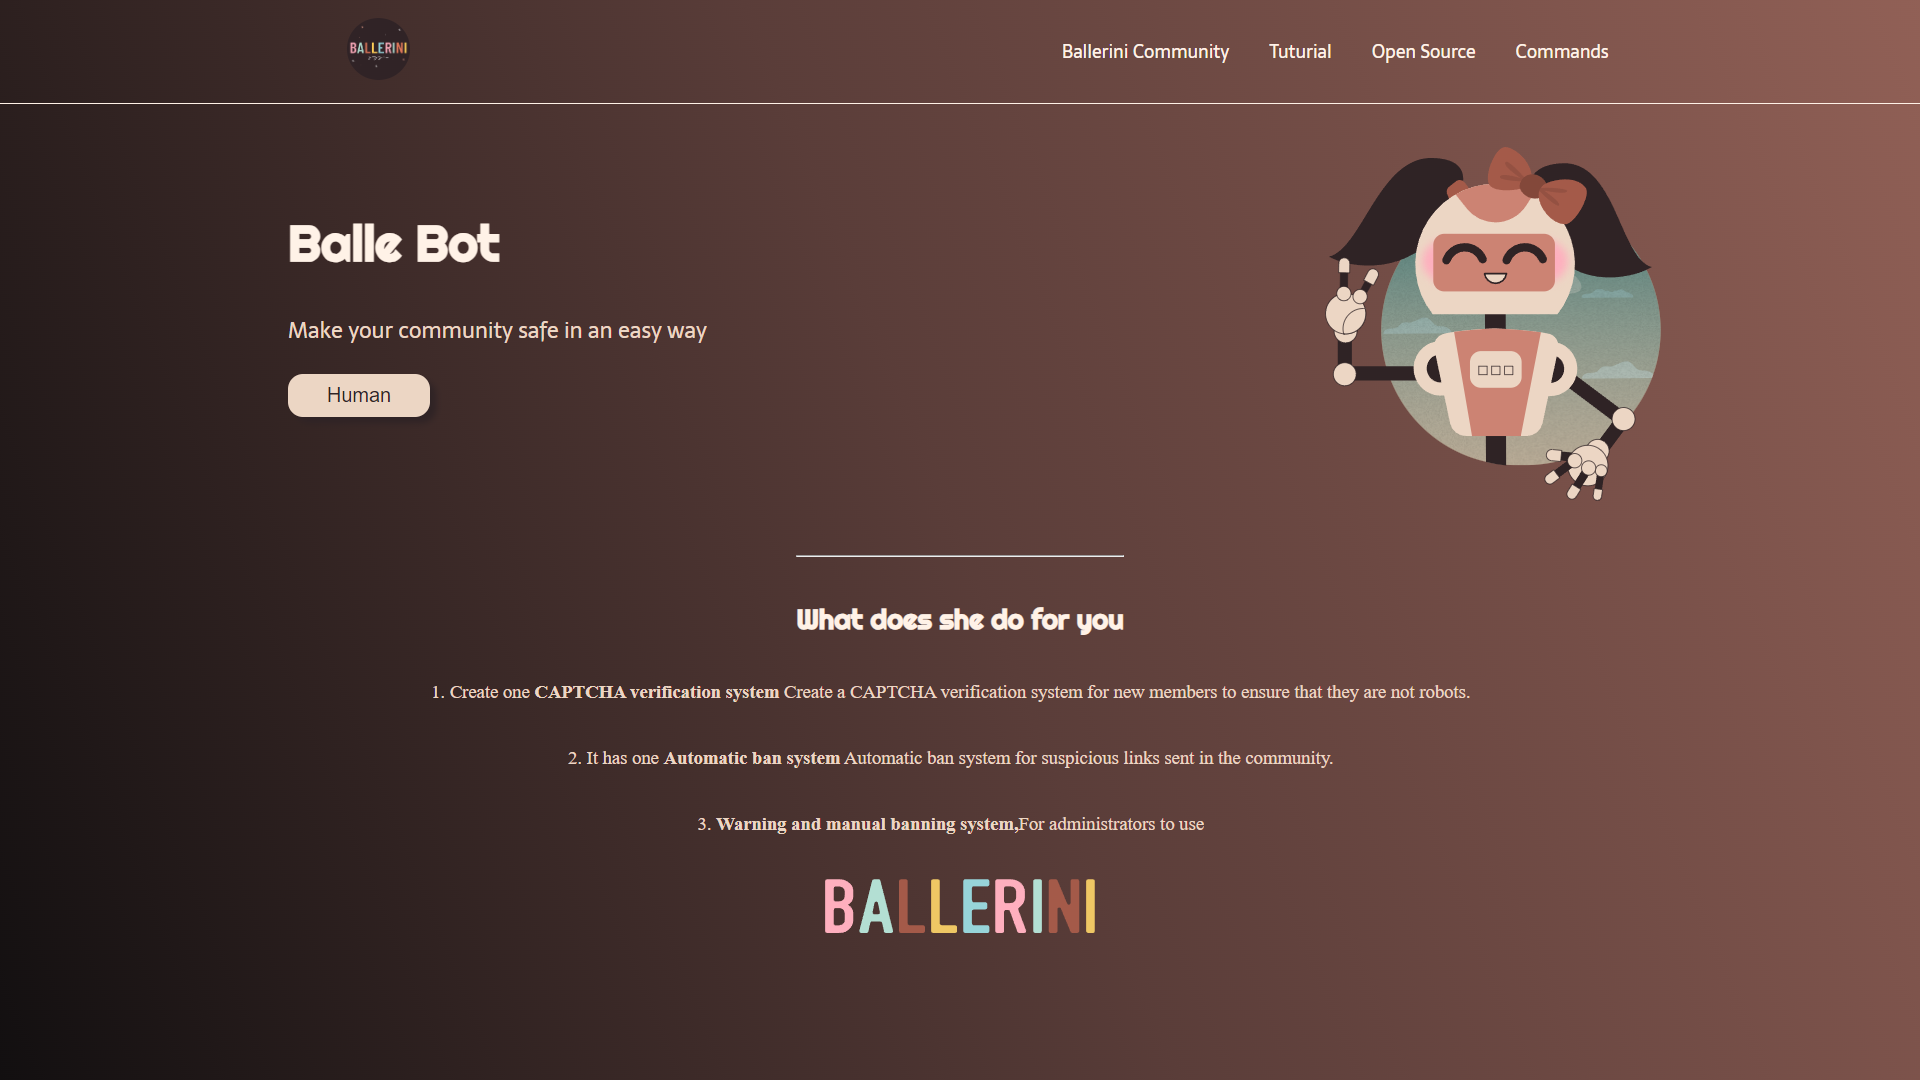 BALLERINI
Ballerini Community Tuturial Open Source Commands
Balle Bot
Make your community safe in an easy way
Human
What does she do for you
1. Create one CAPTCHA verification system Create a CAPTCHA verification system for new members to ensure that they are not robots.
2. It has one Automatic ban system Automatic ban system for suspicious links sent in the community.
3. Warning and manual banning system,For administrators to use
BALLERINI